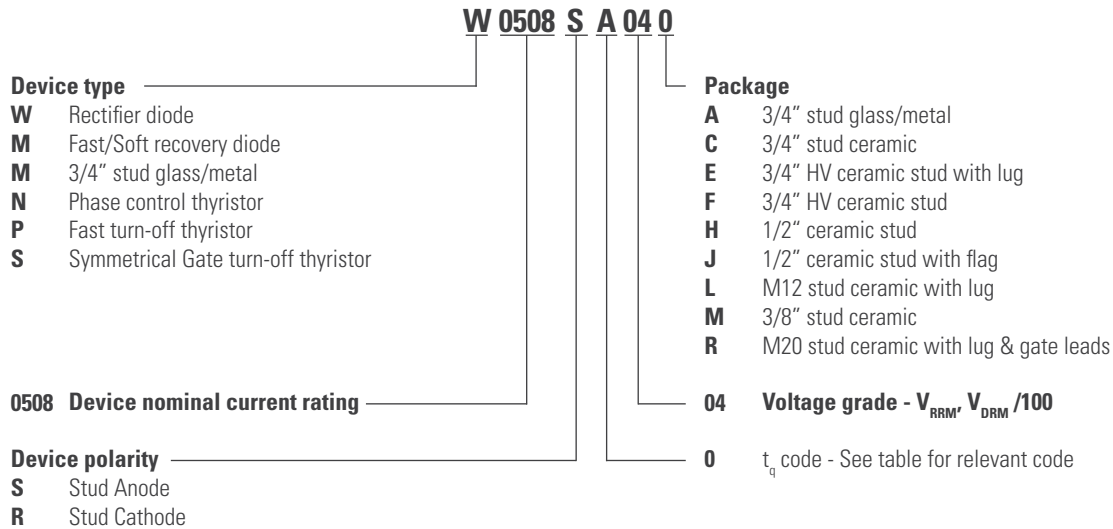 W 0508 S A 04 0
Device type
W Rectifier diode
M Fast/Soft recovery diode
M 3/4” stud glass/metal
N Phase control thyristor
P Fast turn-off thyristor
S Symmetrical Gate turn-off thyristor
0508 Device nominal current rating
Device polarity
S Stud Anode
R Stud Cathode
Package
A 3/4” stud glass/metal
C 3/4” stud ceramic
E 3/4” HV ceramic stud with lug
F 3/4” HV ceramic stud
H 1/2“ ceramic stud
J 1/2” ceramic stud with flag
L M12 stud ceramic with lug
M 3/8” stud ceramic
R M20 stud ceramic with lug & gate leads
04 Voltage grade - VRRM, VDRM /100
0 tq code - See table for relevant code